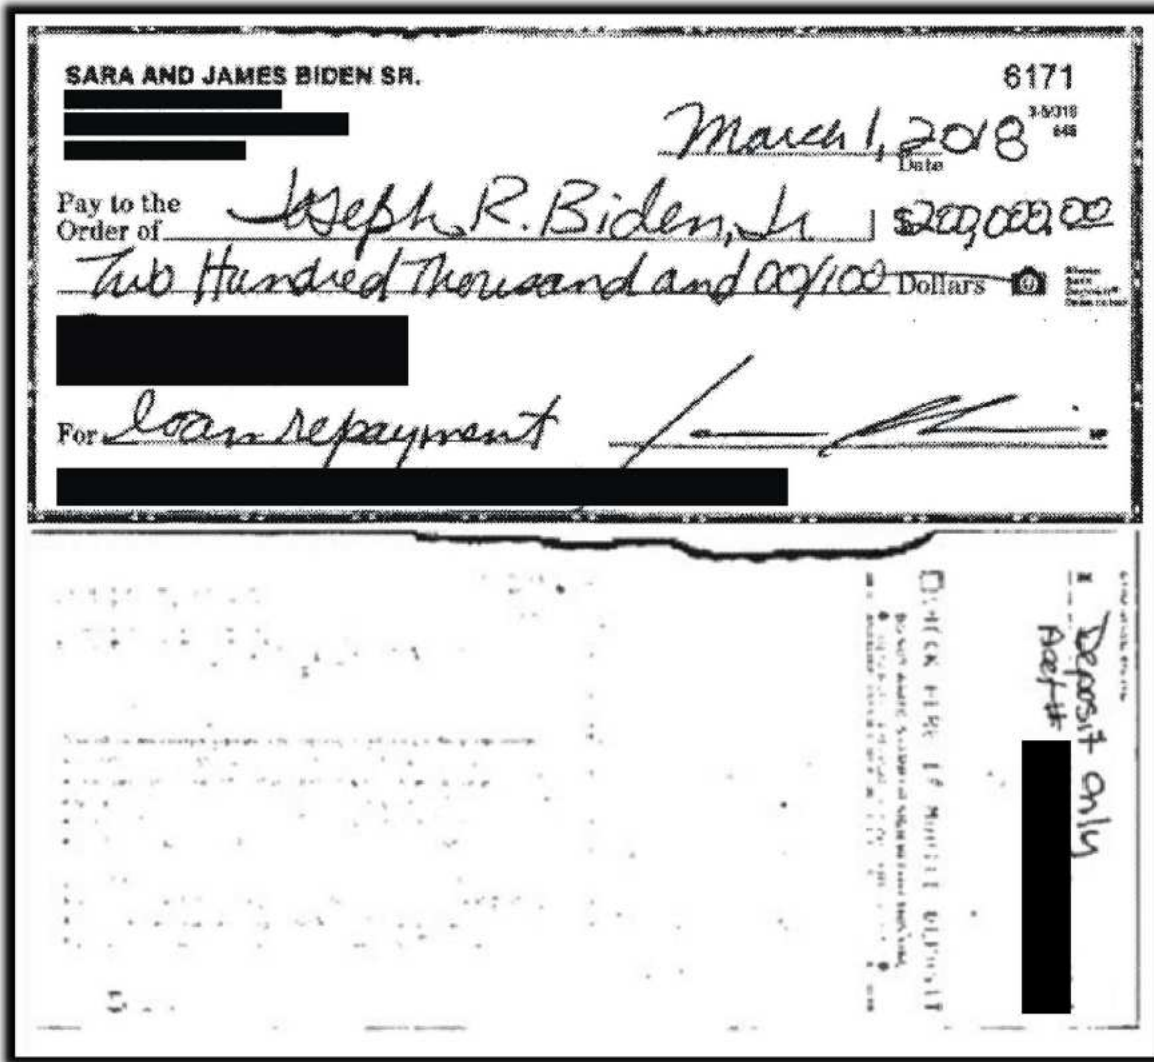 SARA AND JAMES BIDEN SR.
6171
March 1, 2018
Date
Pay to the
Order of Joseph R. Biden, Jr $200,000.00
Two Hundred Thousand and 00/100 Dollars
For loan repayment
MP
Deposit only
Acct#
CHECK HERE IF MOBILE DEPOSIT